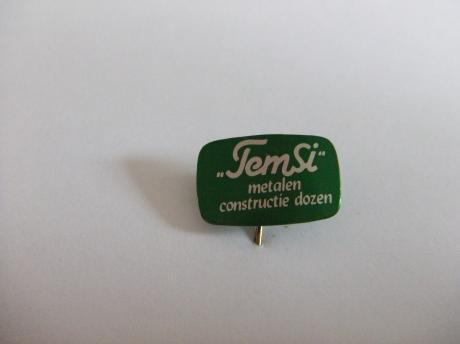 „TemSi“
metalen
constructie dozen